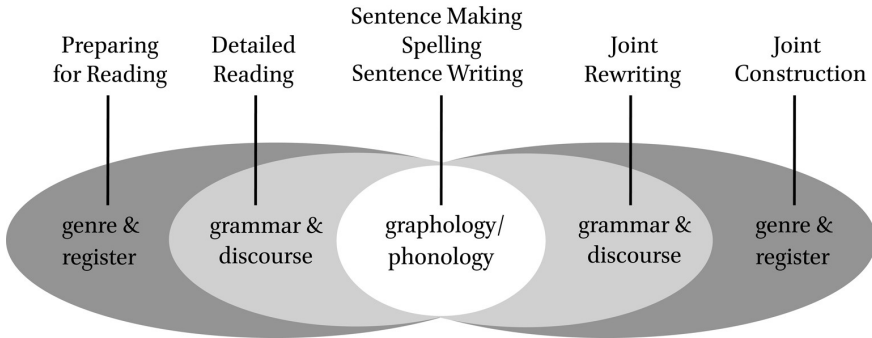 Preparing
for Reading
Detailed
Reading
Sentence Making
Spelling
Sentence Writing
Joint
Rewriting
Joint
Construction
genre &
register
grammar &
discourse
graphology/
phonology
grammar &
discourse
genre &
register